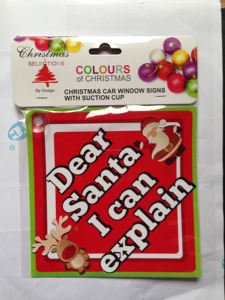 Christmas
SELECTIONS
By Design
COLOURS
of CHRISTMAS
CHRISTMAS CAR WINDOW SIGNS
WITH SUCTION CUP
Dear
Santa
I can
explain